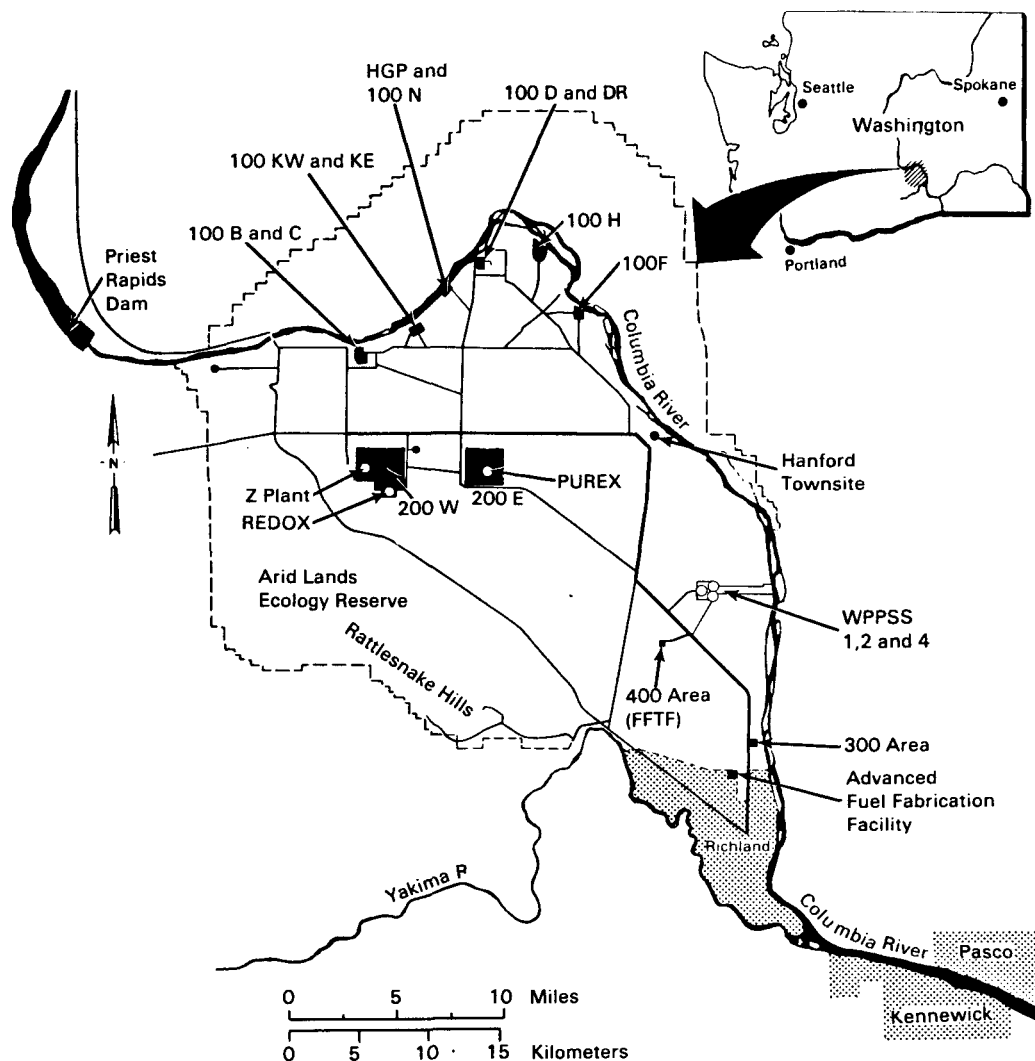 HGP and
100 N
100 D and DR
Seattle
Spokane
Washington
100 KW and KE
100 H
100 B and C
Portland
Priest
Rapids
Dam
100F
Columbia River
N
Hanford
Townsite
Z Plant
REDOX
200 W
200 E
PUREX
Arid Lands
Ecology Reserve
WPPSS
1,2 and 4
Rattlesnake Hills
400 Area
(FFTF)
300 Area
Advanced
Fuel Fabrication
Facility
Richland
Yakima R
Columbia River
Pasco
Kennewick
0 5 10 Miles
0 5 10 15 Kilometers